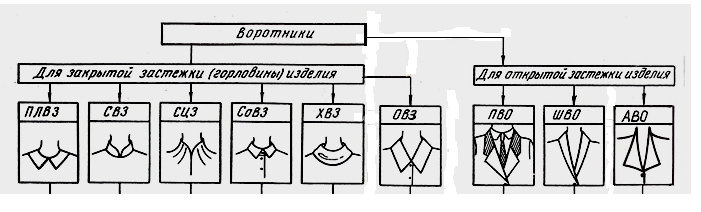 Воротники
Для закрытой застежки (горловины) изделия
Для открытой застежки изделия
ПЛВЗ
СВЗ
СЦЗ
СоВЗ
ХВЗ
ОВЗ
ПВО
ШВО
АВО